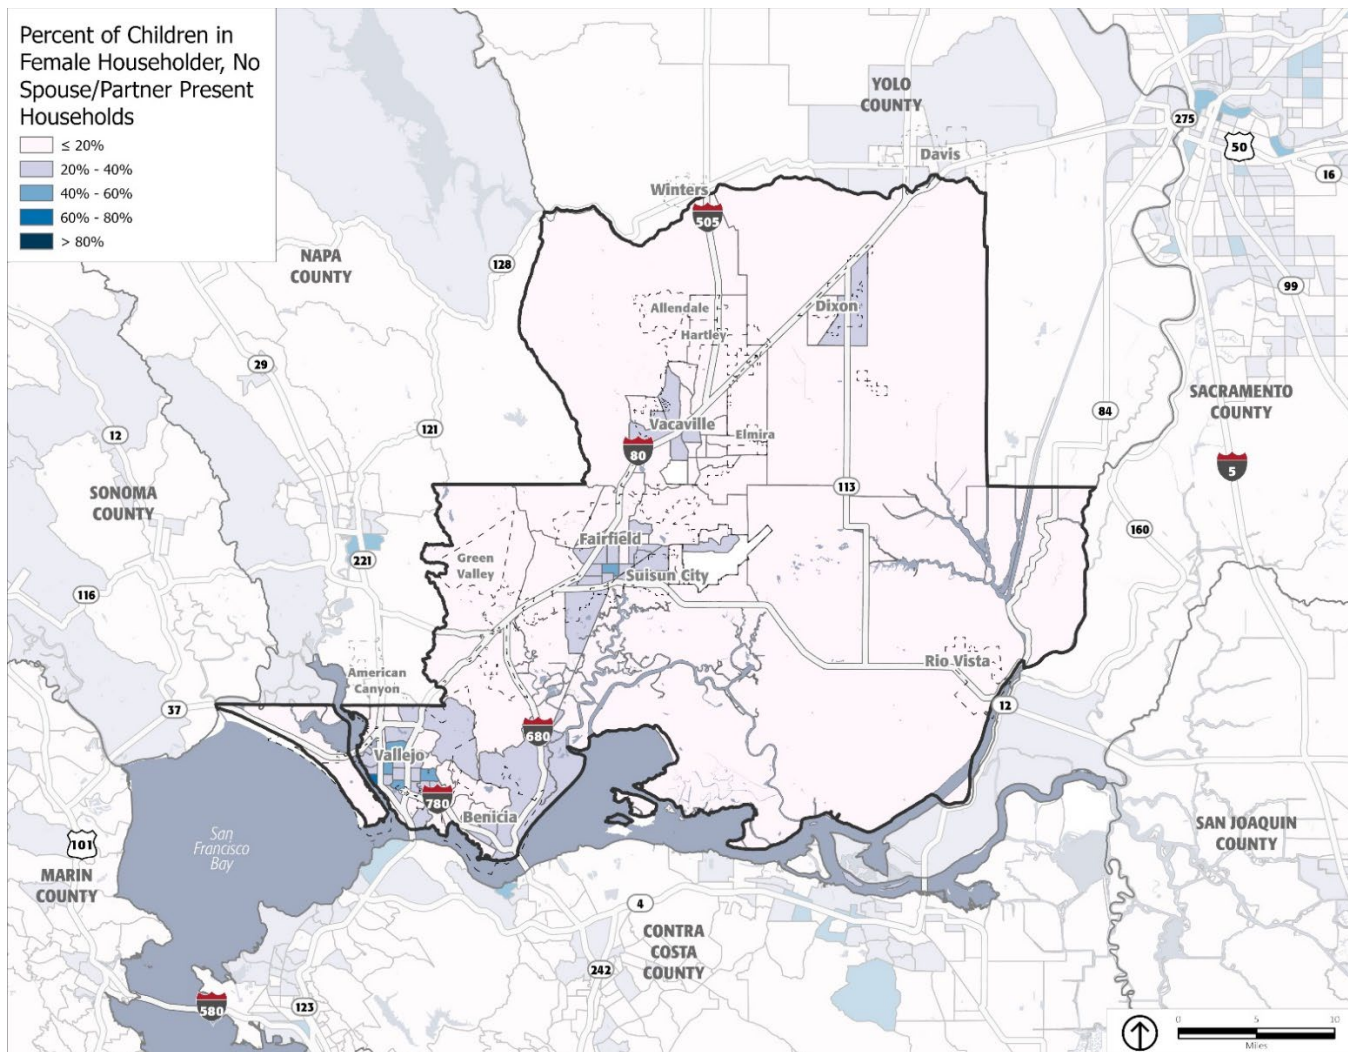 Percent of Children in
Female Householder, No
Spouse/Partner Present
Households
≤ 20%
20% - 40%
40% - 60%
60% - 80%
> 80%
YOLO
COUNTY
275
50
Davis
16
Winters
505
NAPA
COUNTY
128
99
Allendale
Dixon
Hartley
29
SACRAMENTO
COUNTY
84
12
121
Vacaville
Elmira
80
5
SONOMA
COUNTY
113
160
Fairfield
221
Green
Valley
Suisun City
116
Rio Vista
American
Canyon
37
12
680
Vallejo
780
Benicia
San
Francisco
Bay
101
MARIN
COUNTY
SAN JOAQUIN
COUNTY
4
CONTRA
COSTA
COUNTY
242
580
123
0 5 10
Miles